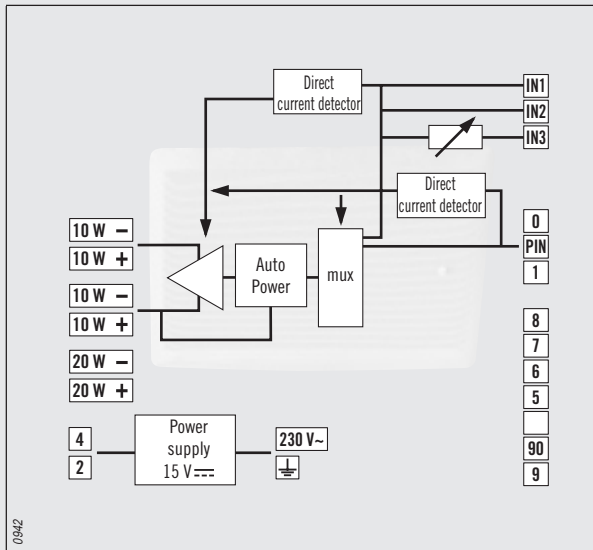 Direct
current detector
IN1
IN2
IN3
Direct
current detector
0
PIN
1
10 W –
10 W +
10 W –
10 W +
20 W –
20 W +
Auto
Power
mux
8
7
6
5
90
9
4
2
Power
supply
15 V⎓
230 V~
0942